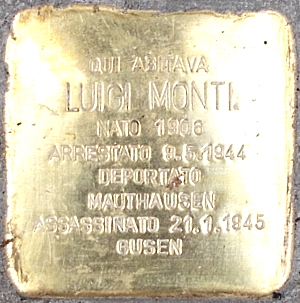 QUI ABITAVA
LUIGI MONTI
NATO 1906
ARRESTATO 9.5.1944
DEPORTATO
MAUTHAUSEN
ASSASSINATO 21.1.1945
GUSEN